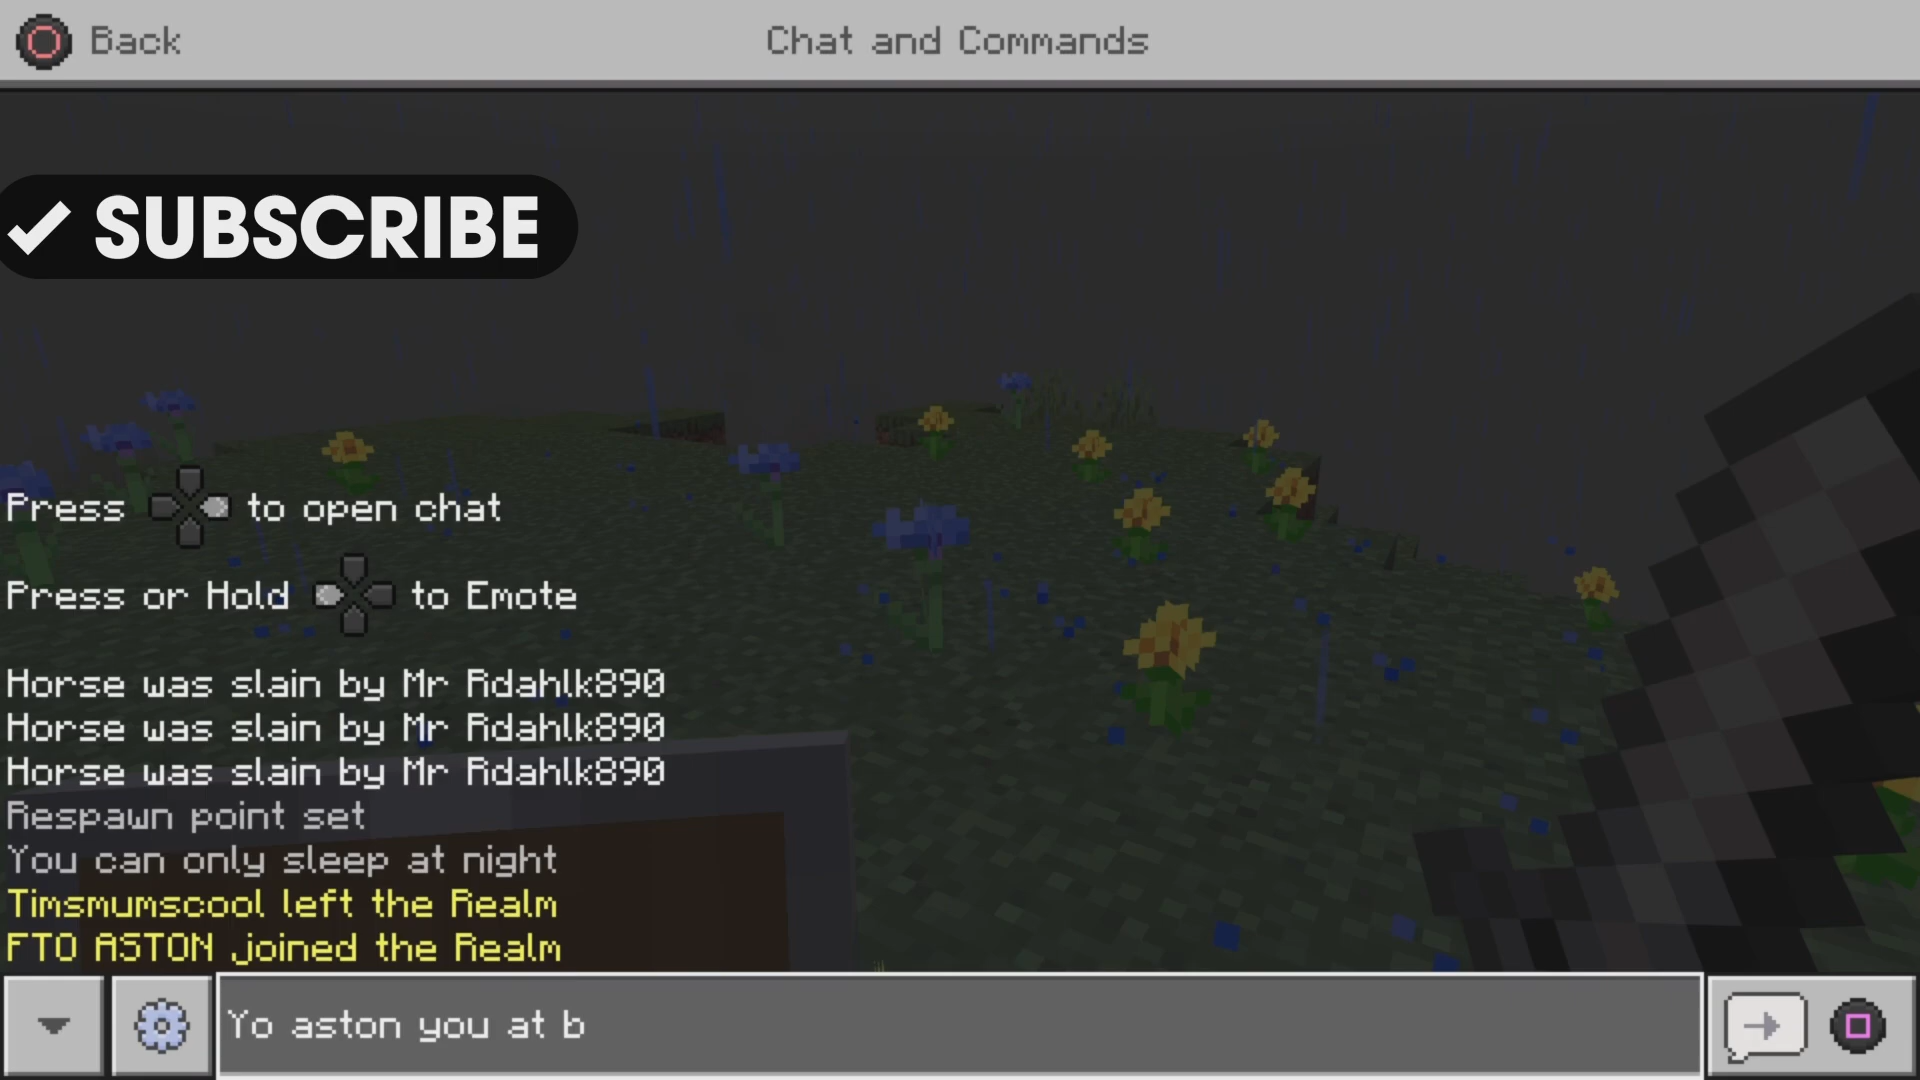 Back
Chat and Commands
SUBSCRIBE
Press to open chat
Press or Hold to Emote
Horse was slain by Mr Rdahlk890
Horse was slain by Mr Rdahlk890
Horse was slain by Mr Rdahlk890
Respawn point set
You can only sleep at night
Timsmumscool left the Realm
FTO ASTON joined the Realm
Yo aston you at b